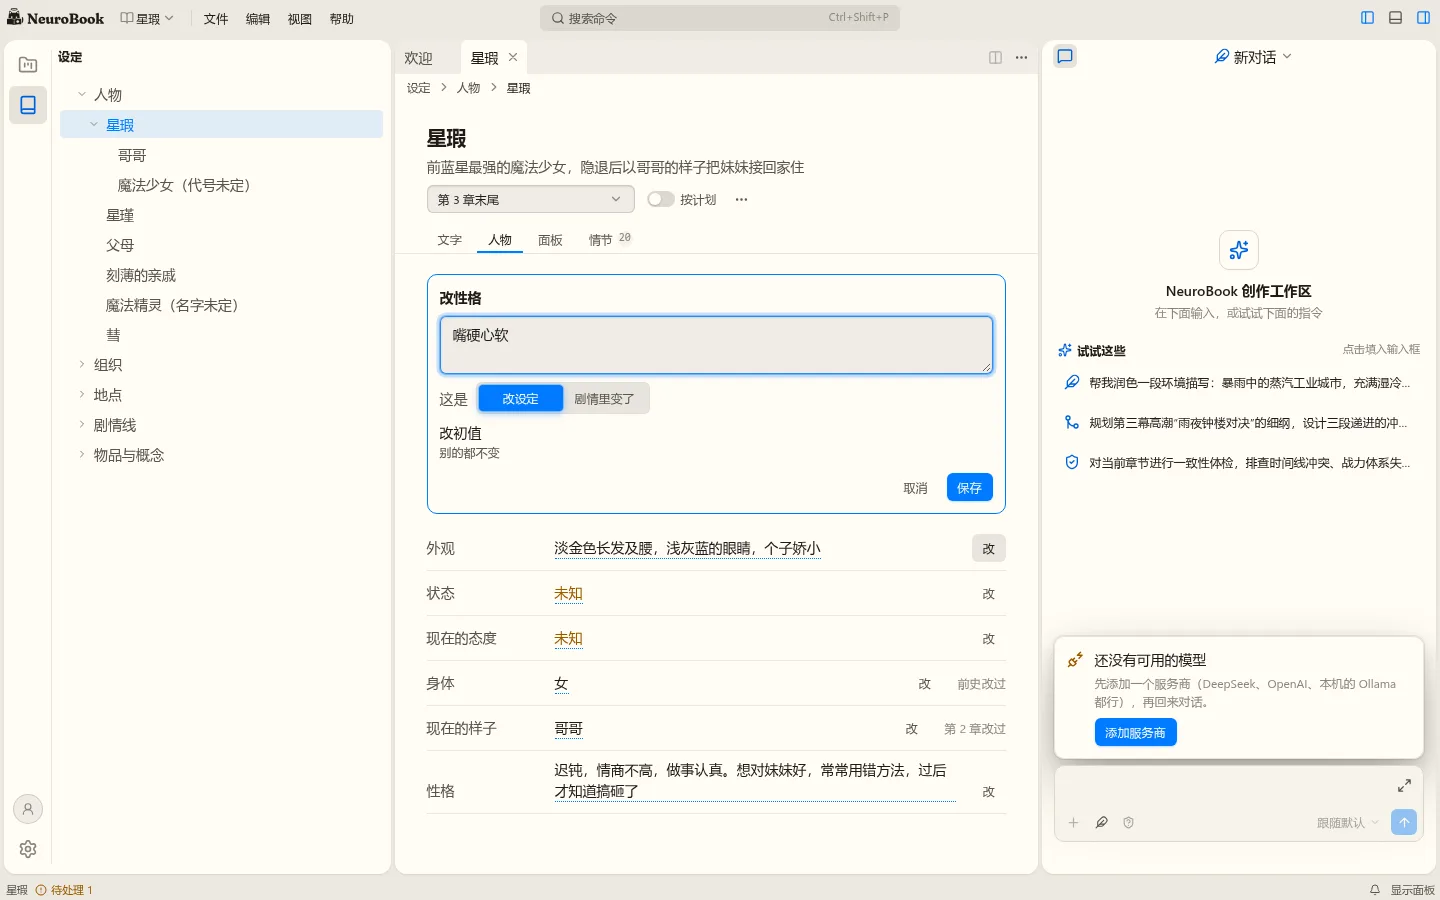 NeuroBook
星瑕
文件
编辑
视图
帮助
搜索命令
Ctrl+Shift+P
设定
人物
星瑕
哥哥
魔法少女（代号未定）
星瑾
父母
刻薄的亲戚
魔法精灵（名字未定）
彗
组织
地点
剧情线
物品与概念
欢迎
星瑕
设定 > 人物 > 星瑕
星瑕
前蓝星最强的魔法少女，隐退后以哥哥的样子把妹妹接回家住
第 3 章末尾
按计划
文字
人物
面板
情节 20
改性格
嘴硬心软
这是
改设定
剧情里变了
改初值
别的都不变
取消
保存
外观
淡金色长发及腰，浅灰蓝的眼睛，个子娇小
改
状态
未知
改
现在的态度
未知
改
身体
女
改
前史改过
现在的样子
哥哥
改
第 2 章改过
性格
迟钝，情商不高，做事认真。想对妹妹好，常常用错方法，过后
才知道搞砸了
改
新对话
NeuroBook 创作工作区
在下面输入，或试试下面的指令
试试这些
点击填入输入框
帮我润色一段环境描写：暴雨中的蒸汽工业城市，充满湿冷...
规划第三幕高潮“雨夜钟楼对决”的细纲，设计三段递进的冲...
对当前章节进行一致性体检，排查时间线冲突、战力体系失...
还没有可用的模型
先添加一个服务商（DeepSeek、OpenAI、本机的 Ollama
都行），再回来对话。
添加服务商
跟随默认
星瑕
待处理 1
显示面板